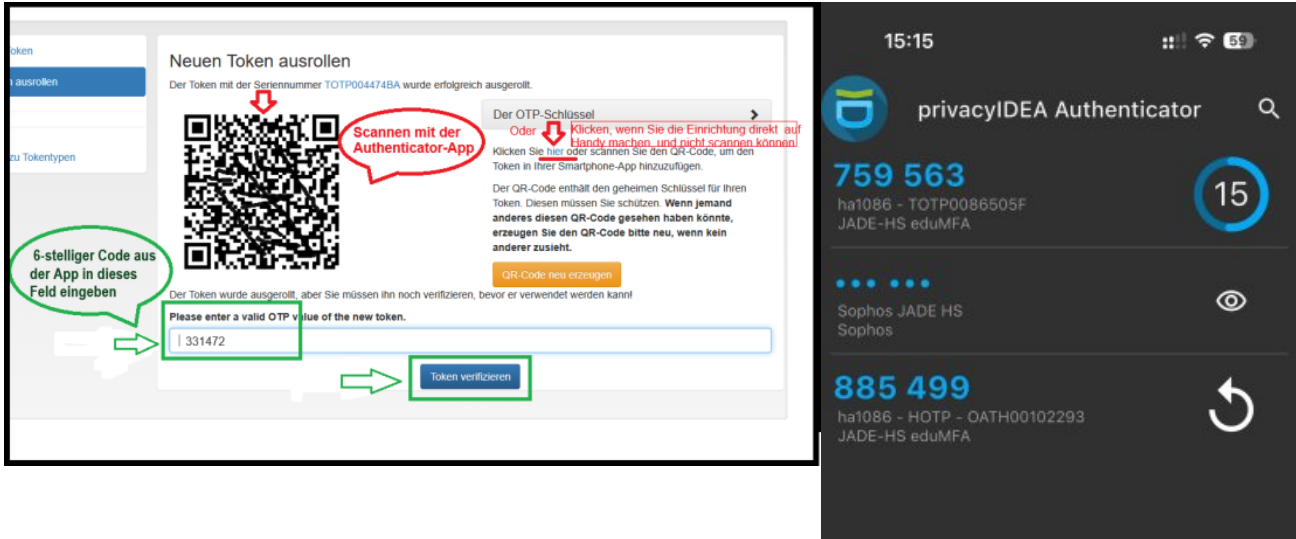 oken
n ausrollen
zu Tokentypen
Neuen Token ausrollen
Der Token mit der Seriennummer TOTP004474BA wurde erfolgreich ausgerollt.
Scannen mit der
Authenticator-App
Der OTP-Schlüssel
Oder
Klicken, wenn Sie die Einrichtung direkt auf
Handy machen und nicht scannen können
Klicken Sie hier oder scannen Sie den QR-Code, um den
Token in Ihrer Smartphone-App hinzuzufügen.
Der QR-Code enthält den geheimen Schlüssel für Ihren
Token. Diesen müssen Sie schützen. Wenn jemand
anderes diesen QR-Code gesehen haben könnte,
erzeugen Sie den QR-Code bitte neu, wenn kein
anderer zusieht.
QR-Code neu erzeugen
6-stelliger Code aus
der App in dieses
Feld eingeben
Der Token wurde ausgerollt, aber Sie müssen ihn noch verifizieren, bevor er verwendet werden kann!
Please enter a valid OTP value of the new token.
331472
Token verifizieren
15:15
59
privacyIDEA Authenticator
759 563
15
ha1086 - TOTP0086505F
JADE-HS eduMFA
Sophos JADE HS
Sophos
885 499
ha1086 - HOTP - OATH00102293
JADE-HS eduMFA